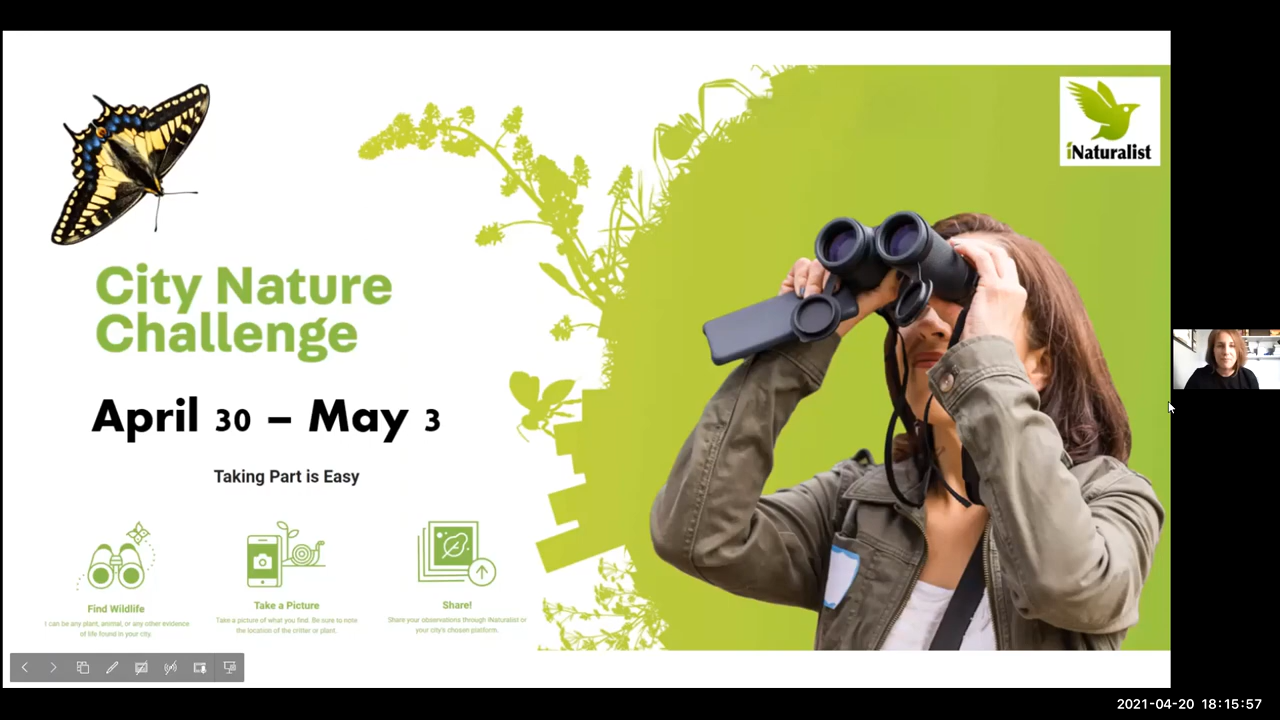 iNaturalist
City Nature
Challenge
April 30 – May 3
Taking Part is Easy
Find Wildlife
I can be any plant, animal, or any other evidence
of life found in your city.
Take a Picture
Take a picture of what you find. Be sure to note
the location of the critter or plant.
Share!
Share your observations through iNaturalist or
your city's chosen platform.
2021-04-20 18:15:57